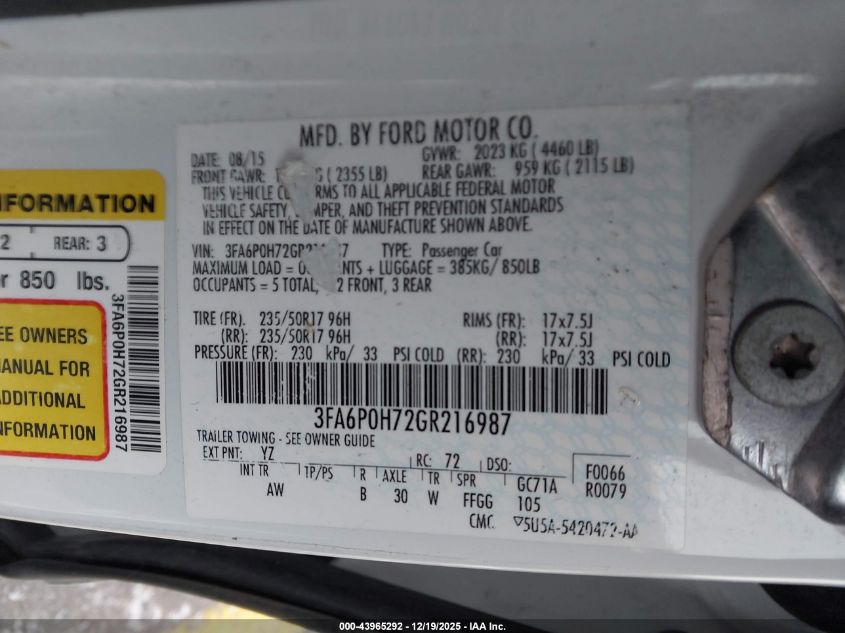 NFORMATION
2 REAR: 3
r 850 lbs.
EE OWNERS
MANUAL FOR
ADDITIONAL
NFORMATION
3FA6P0H72GR216987
MFD. BY FORD MOTOR CO.
DATE: 08/15 GVWR: 2023 KG ( 4460 LB)
FRONT GAWR: ( 2355 LB) REAR GAWR: 959 KG ( 2115 LB)
THIS VEHICLE TO ALL APPLICABLE FEDERAL MOTOR
VEHICLE SAFETY, AND THEFT PREVENTION STANDARDS
IN EFFECT ON THE DATE OF MANUFACTURE SHOWN ABOVE.
VIN: TYPE: Passenger Car
MAXIMUM LOAD = + LUGGAGE = 385KG/ 850LB
OCCUPANTS = 5 TOTAL, 2 FRONT, 3 REAR
TIRE (FR): 235/50R17 96H RIMS (FR): 17x7.5J
(RR): 235/50R17 96H (RR): 17x7.5J
PRESSURE (FR): 230 kPa/ 33 PSI COLD (RR): 230 kPa/ 33 PSI COLD
3FA6P0H72GR216987
TRAILER TOWING - SEE OWNER GUIDE
EXT PNT: YZ RC: 72 DSO: F0066
INT TR TP/PS R AXLE TR SPR GC71A R0079
AW B 30 W FFGG 105
CMC ▽5U5A-5420472-AA
000-43965292 | 12/19/2025 - IAA Inc.